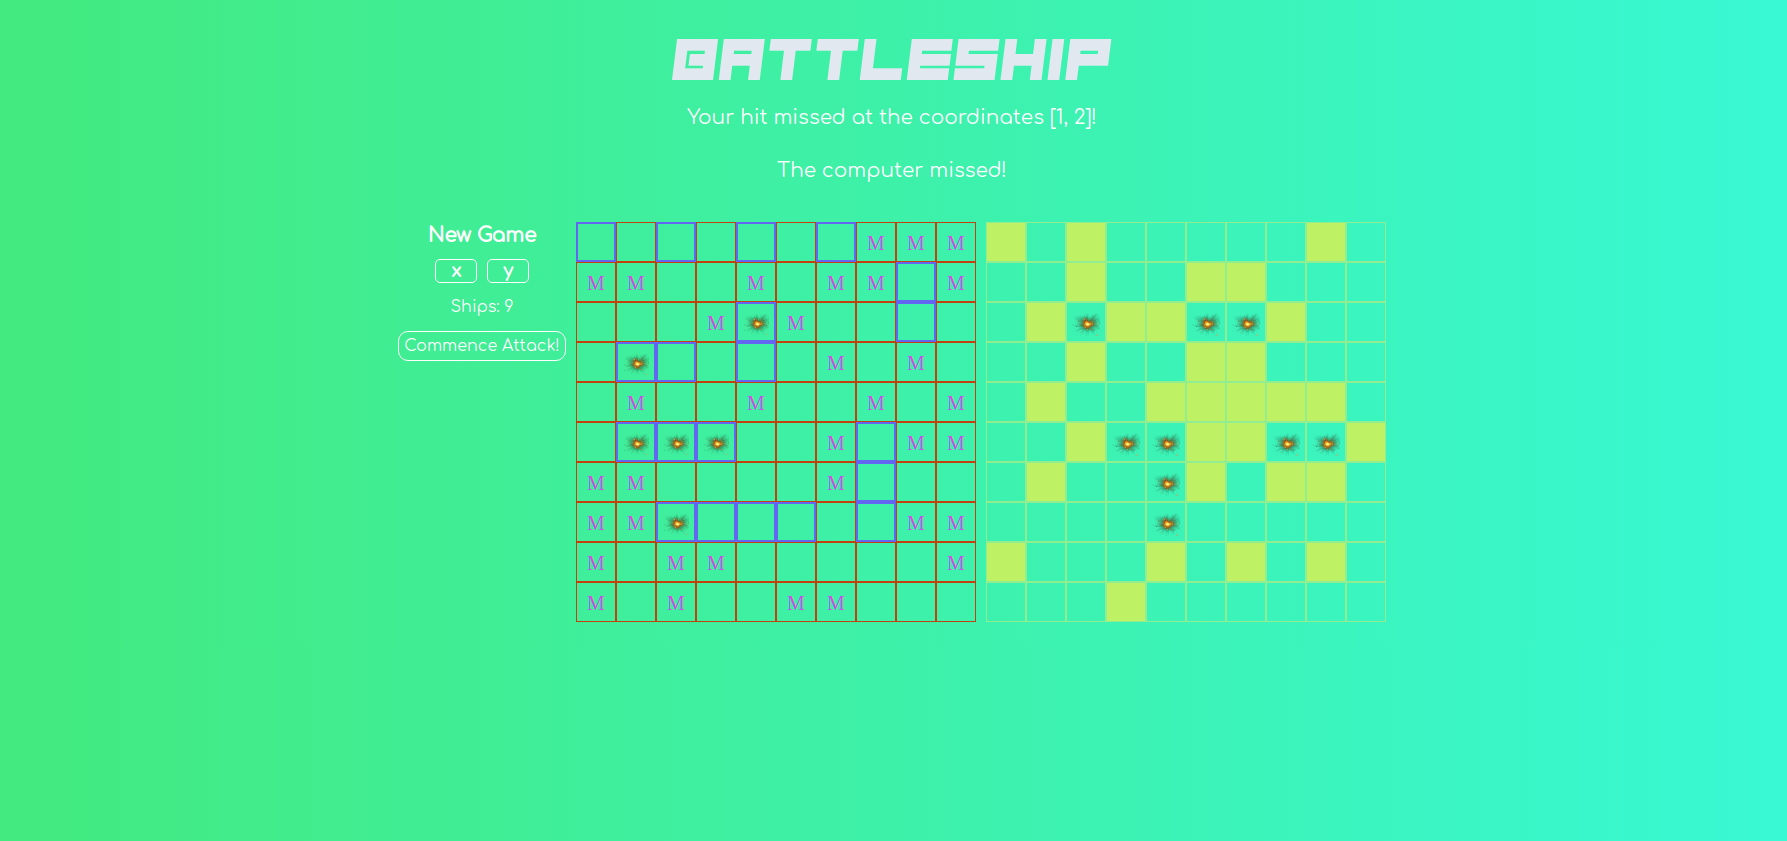 BATTLESHIP
Your hit missed at the coordinates [1, 2]!
The computer missed!
New Game
x y
Ships: 9
Commence Attack!
M M M
M M M M M M
M M
M M
M M M M
M M M
M M M
M M M M
M M M M
M M M M